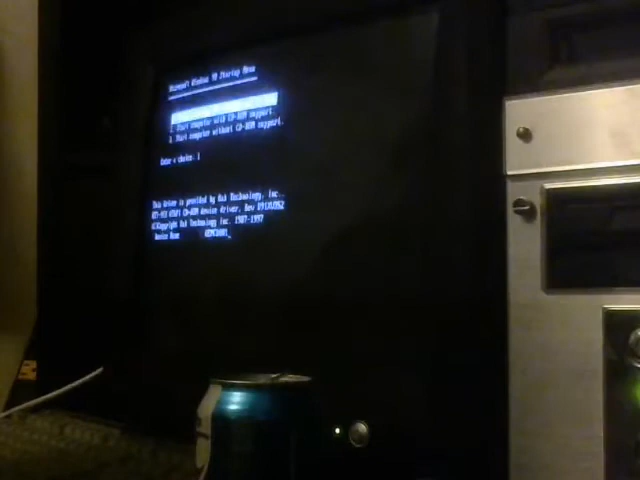 Microsoft Windows 98 Startup Menu
2. Start computer with CD-ROM support.
3. Start computer without CD-ROM support.
Enter a choice: 1
This driver is provided by Oak Technology, Inc..
OTI-91X ATAPI CD-ROM device driver, Rev D91XV352
(C)Copyright Oak Technology Inc. 1987-1997
Device Name